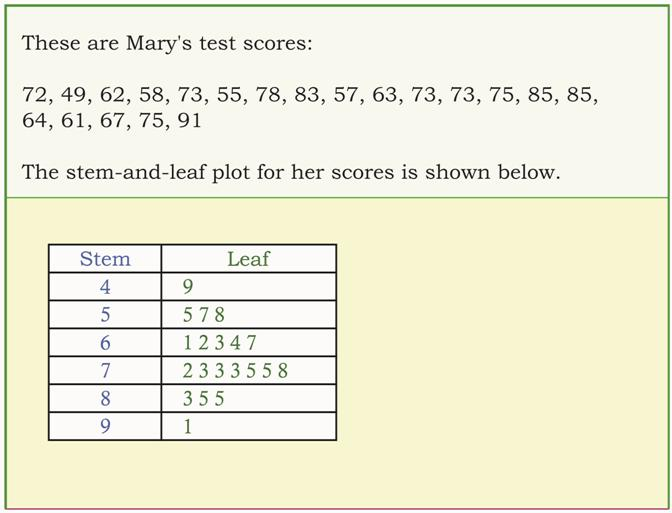 These are Mary's test scores:
72, 49, 62, 58, 73, 55, 78, 83, 57, 63, 73, 73, 75, 85, 85,
64, 61, 67, 75, 91
The stem-and-leaf plot for her scores is shown below.
Stem Leaf
4 9
5 5 7 8
6 1 2 3 4 7
7 2 3 3 3 5 5 8
8 3 5 5
9 1